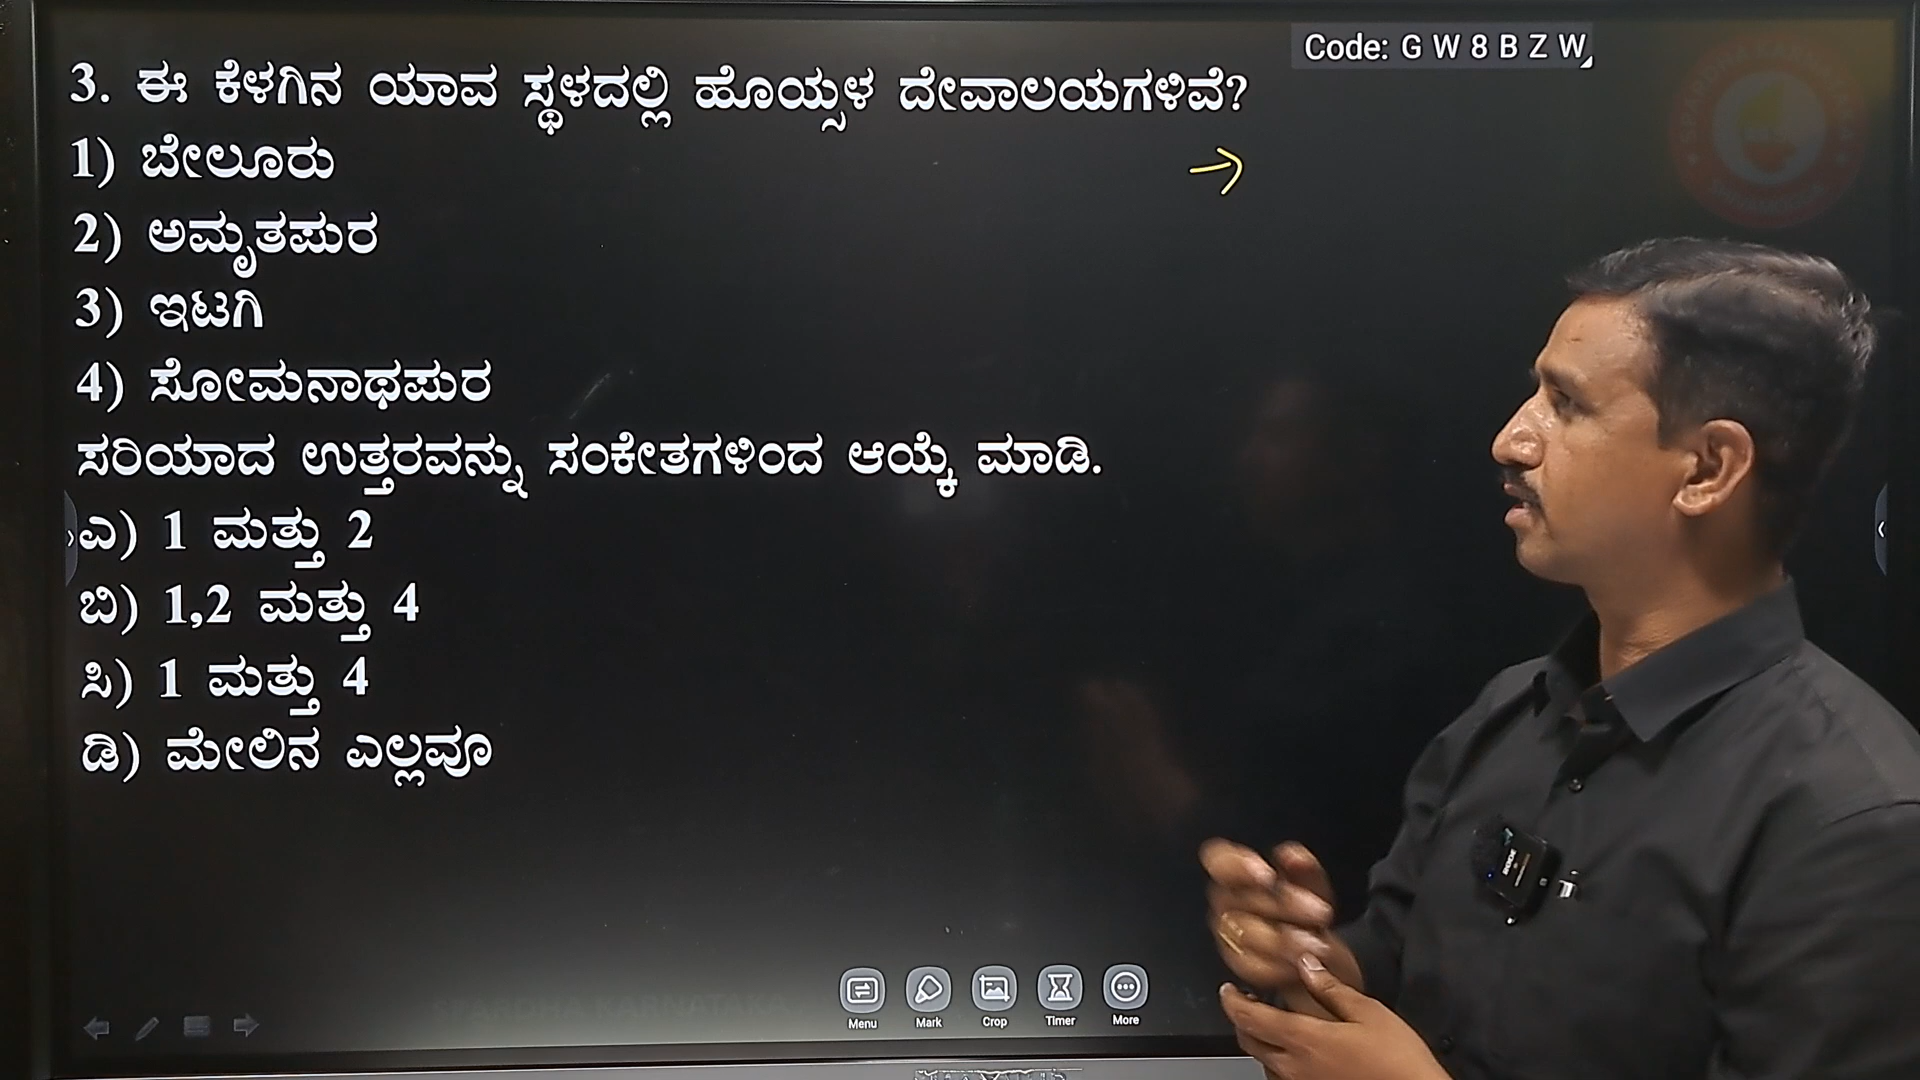 Code: G W 8 B Z W
3. ಈ ಕೆಳಗಿನ ಯಾವ ಸ್ಥಳದಲ್ಲಿ ಹೊಯ್ಸಳ ದೇವಾಲಯಗಳಿವೆ?
1) ಬೇಲೂರು
2) ಅಮೃತಪುರ
3) ಇಟಗಿ
4) ಸೋಮನಾಥಪುರ
ಸರಿಯಾದ ಉತ್ತರವನ್ನು ಸಂಕೇತಗಳಿಂದ ಆಯ್ಕೆ ಮಾಡಿ.
ಎ) 1 ಮತ್ತು 2
ಬಿ) 1,2 ಮತ್ತು 4
ಸಿ) 1 ಮತ್ತು 4
ಡಿ) ಮೇಲಿನ ಎಲ್ಲವೂ
RODE
Menu Mark Crop Timer More